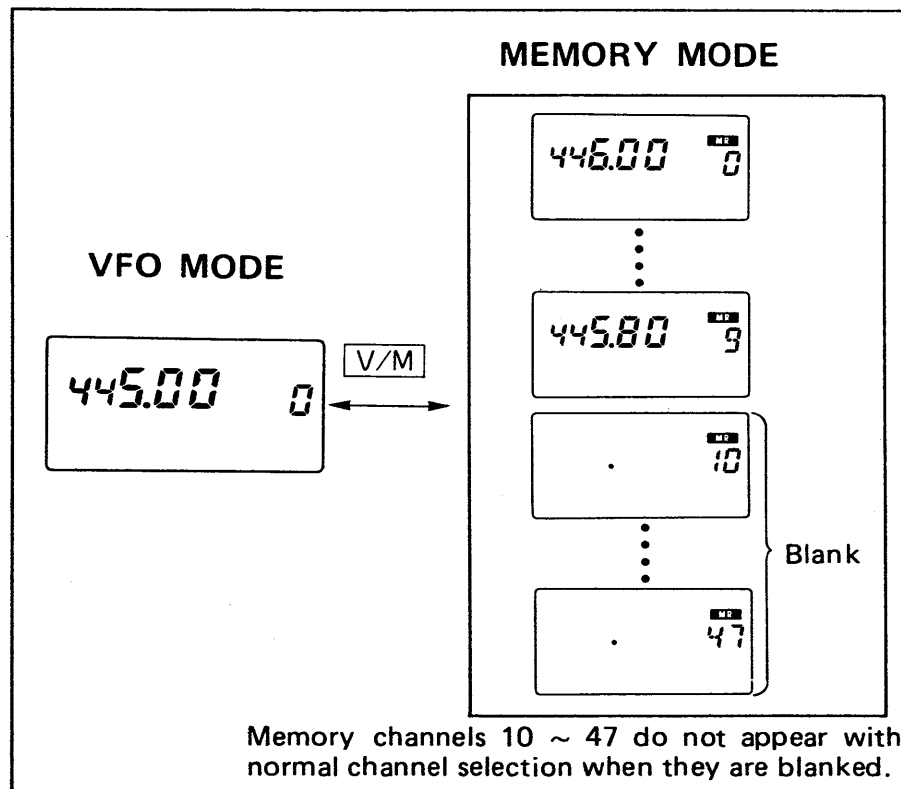 MEMORY MODE
446.00 MR 0
VFO MODE
445.80 MR 9
445.00 0
V/M
. MR 10
Blank
. MR 47
Memory channels 10 ~ 47 do not appear with
normal channel selection when they are blanked.